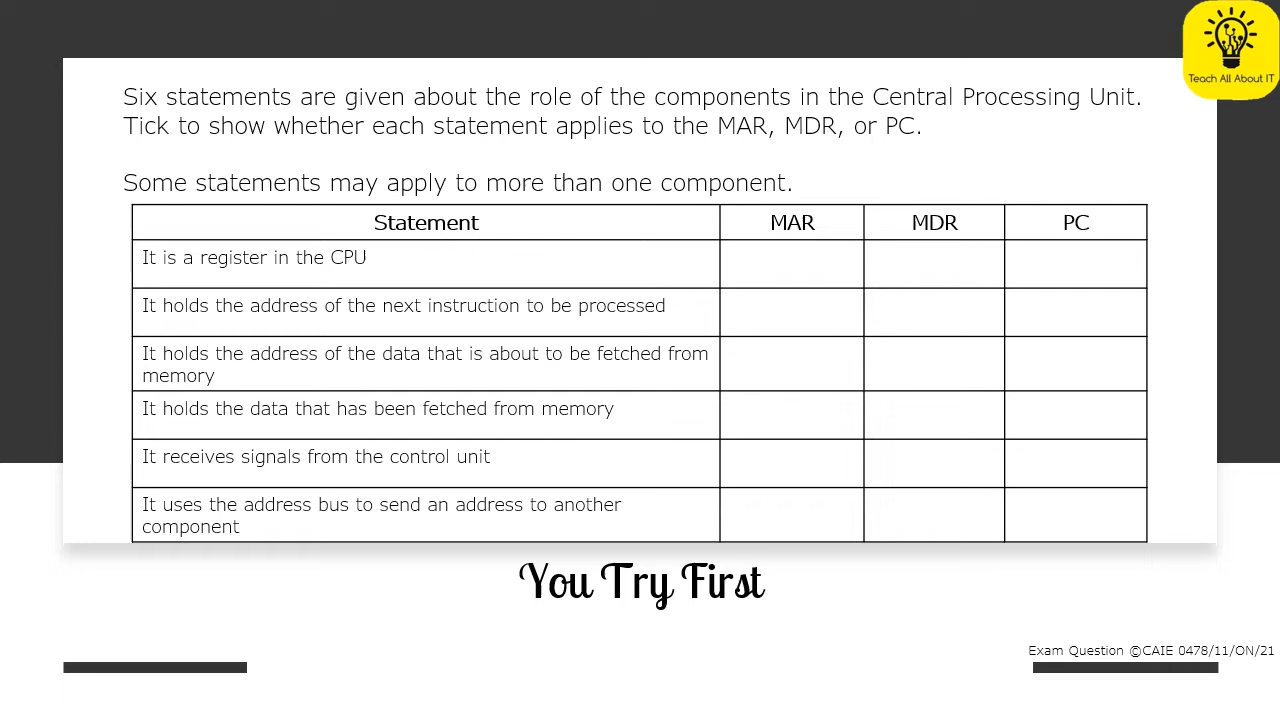 Teach All About IT
Six statements are given about the role of the components in the Central Processing Unit.
Tick to show whether each statement applies to the MAR, MDR, or PC.
Some statements may apply to more than one component.
Statement MAR MDR PC
It is a register in the CPU
It holds the address of the next instruction to be processed
It holds the address of the data that is about to be fetched from
memory
It holds the data that has been fetched from memory
It receives signals from the control unit
It uses the address bus to send an address to another
component
You Try First
Exam Question ©CAIE 0478/11/ON/21